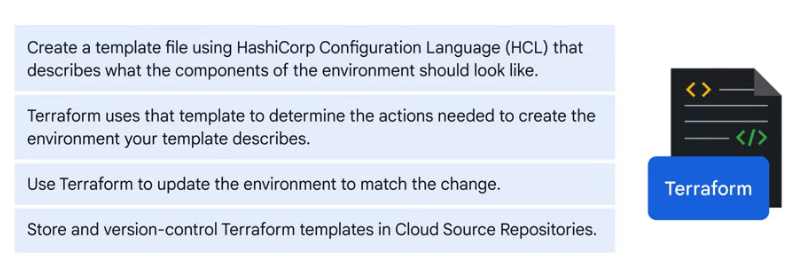 Create a template file using HashiCorp Configuration Language (HCL) that
describes what the components of the environment should look like.
Terraform uses that template to determine the actions needed to create the
environment your template describes.
Use Terraform to update the environment to match the change.
Store and version-control Terraform templates in Cloud Source Repositories.
< >
</>
Terraform